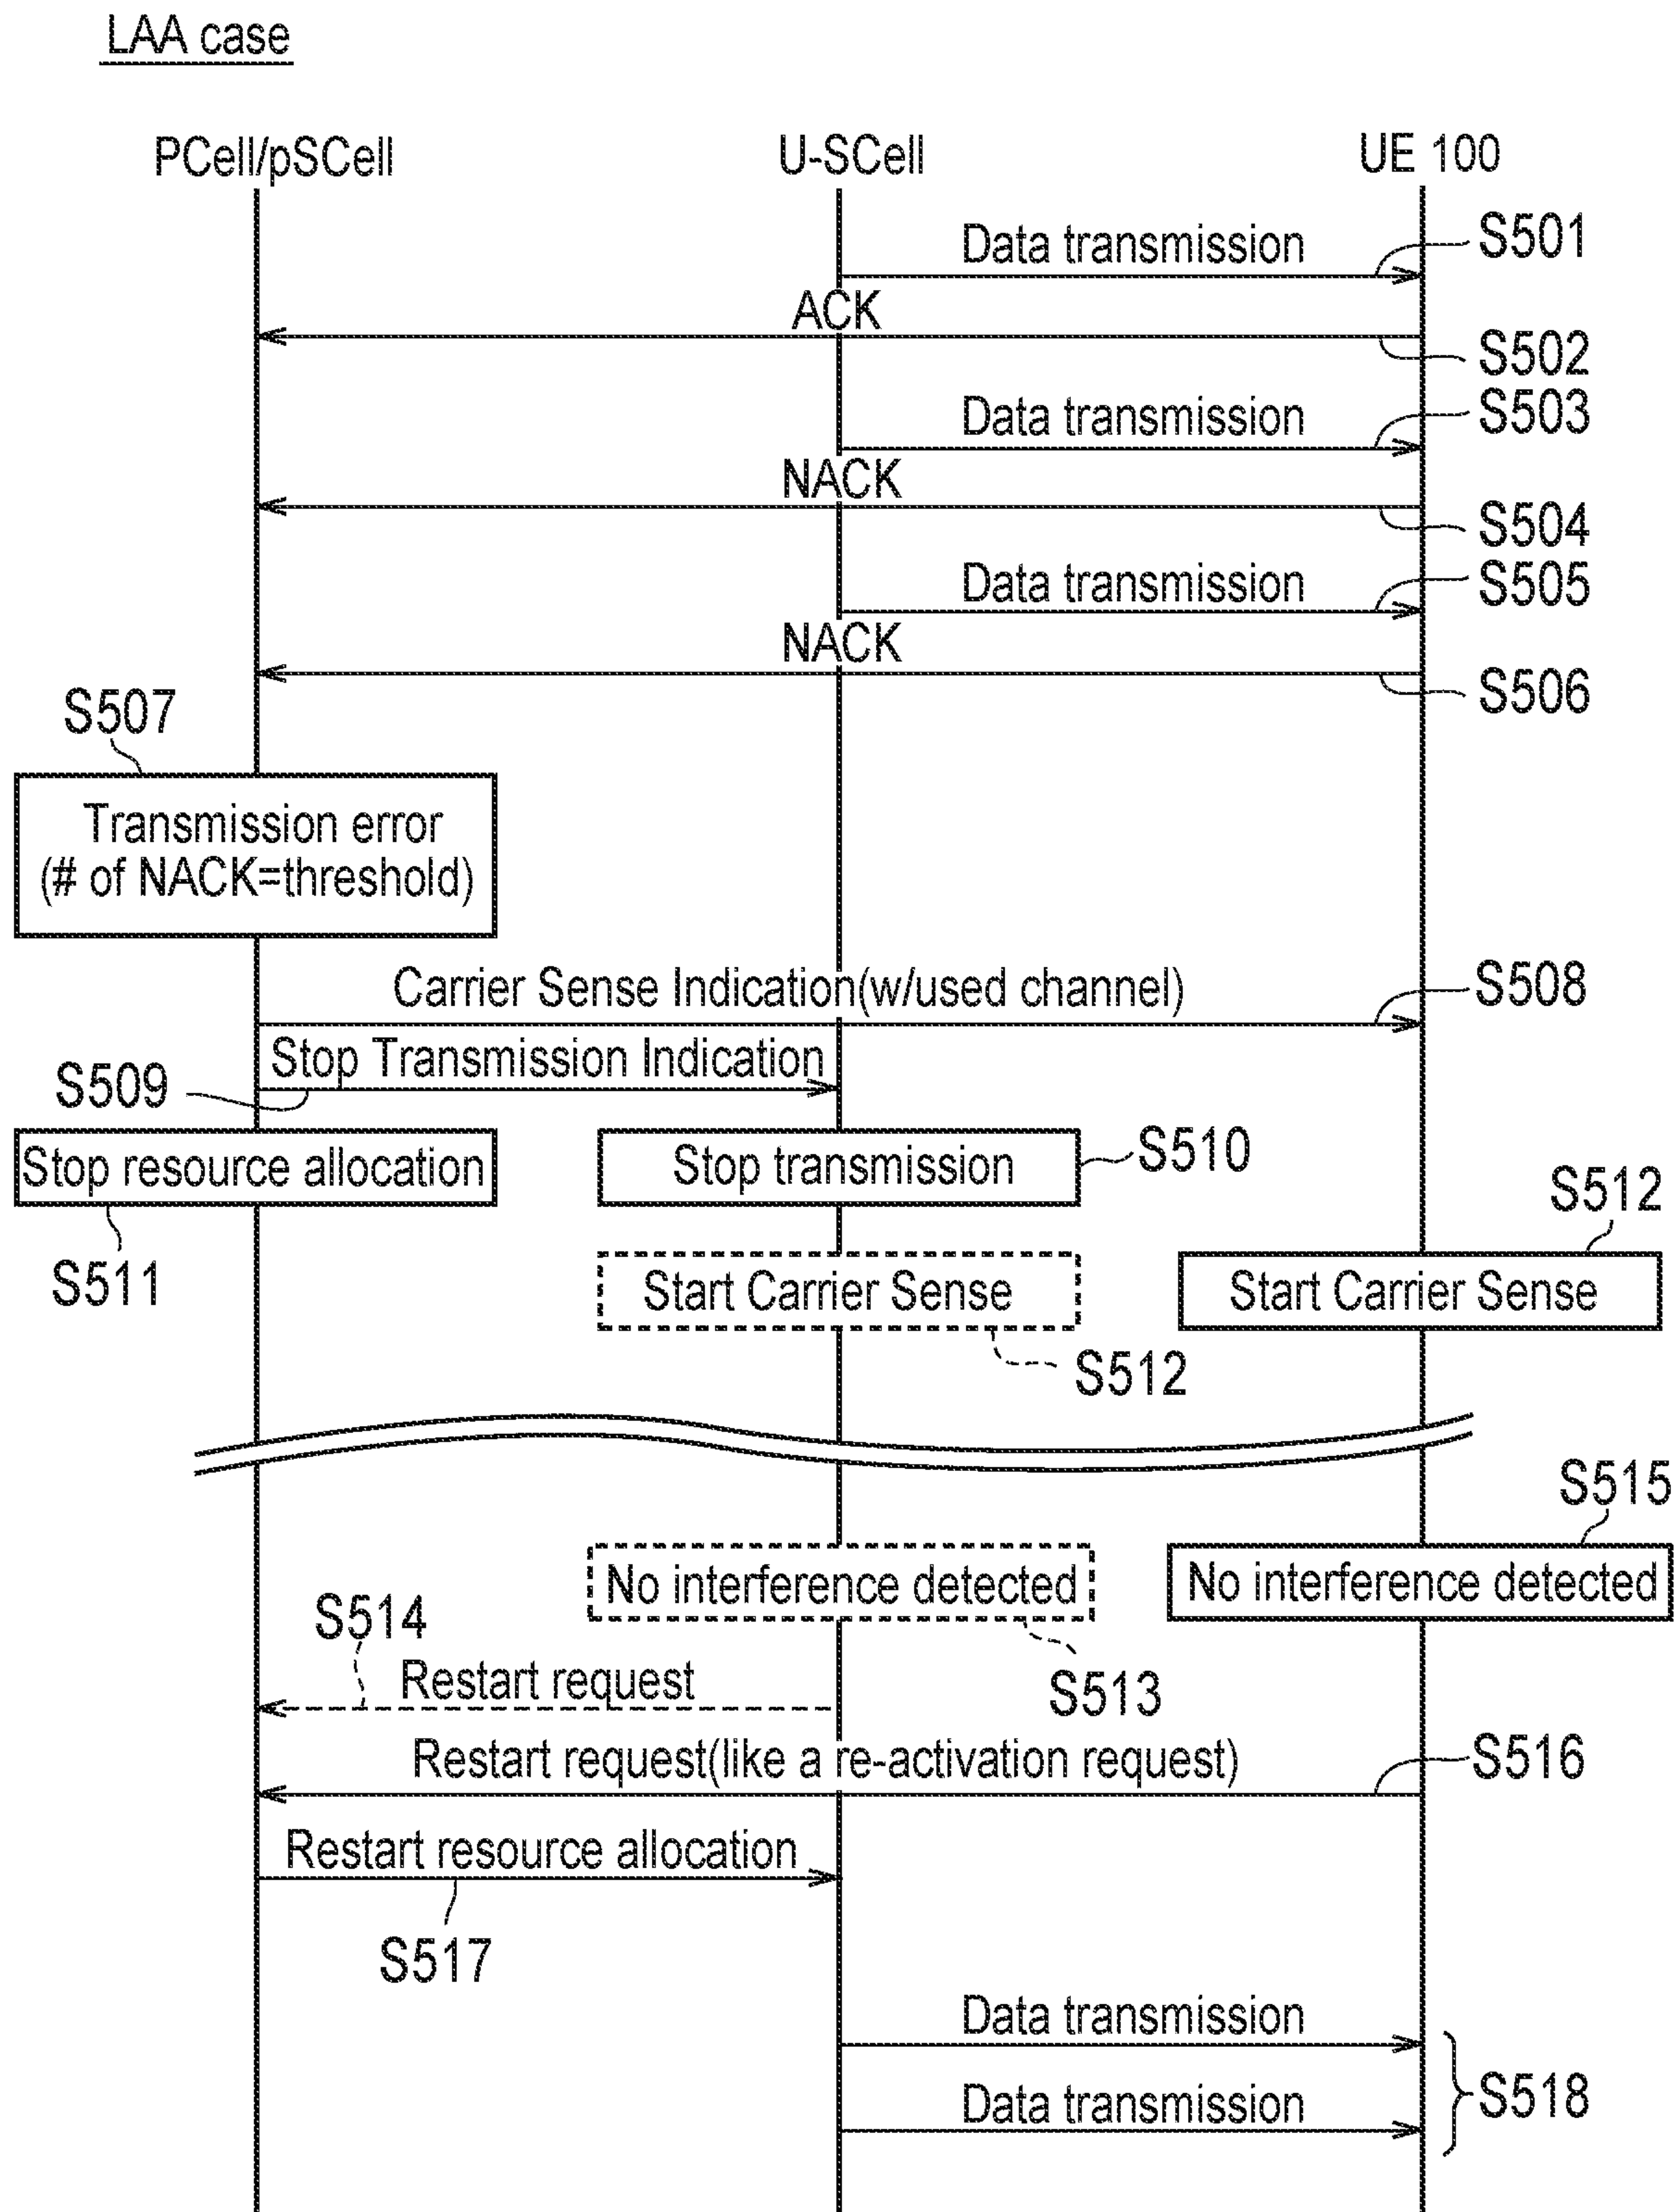 LAA case
PCell/pSCell
U-SCell
UE 100
Data transmission
S501
ACK
S502
Data transmission
S503
NACK
S504
Data transmission
S505
NACK
S506
S507
Transmission error
(# of NACK=threshold)
Carrier Sense Indication(w/used channel)
S508
Stop Transmission Indication
S509
Stop resource allocation
Stop transmission
S510
S511
S512
Start Carrier Sense
Start Carrier Sense
S512
S515
No interference detected
No interference detected
S514
Restart request
S513
Restart request(like a re-activation request)
S516
Restart resource allocation
S517
Data transmission
Data transmission
S518